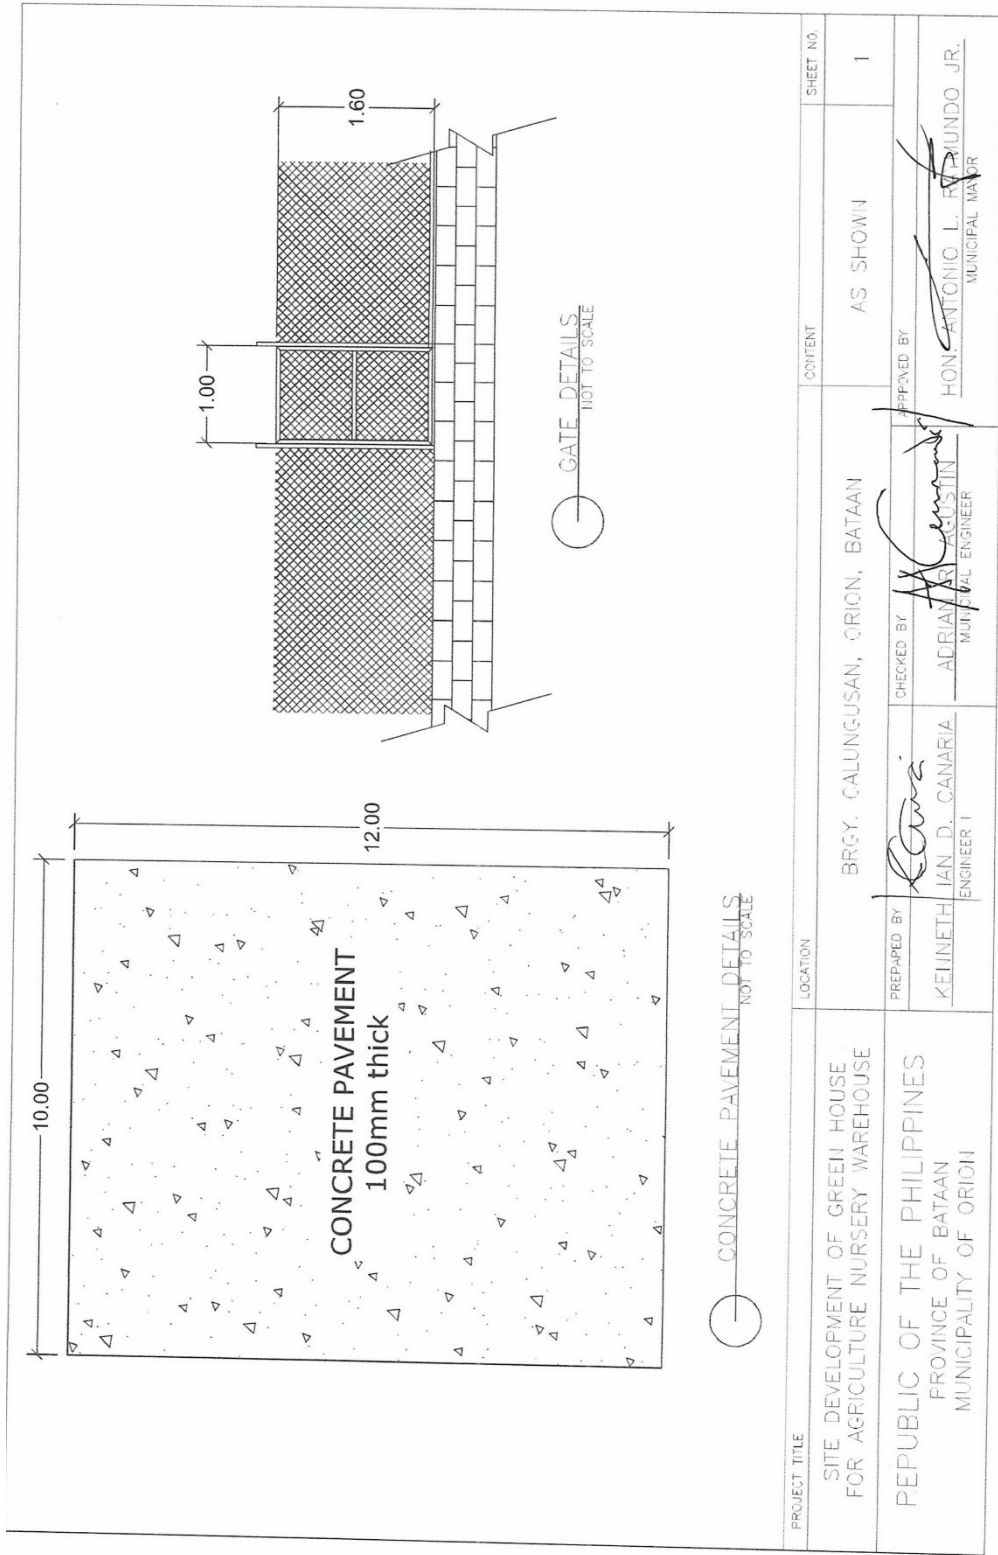 10.00
12.00
CONCRETE PAVEMENT
100mm thick
CONCRETE PAVEMENT DETAILS
NOT TO SCALE
1.00
1.60
GATE DETAILS
NOT TO SCALE
PROJECT TITLE
SITE DEVELOPMENT OF GREEN HOUSE
FOR AGRICULTURE NURSERY WAREHOUSE
LOCATION
BRGY. CALUNGUSAN, ORION, BATAAN
CONTENT
AS SHOWN
SHEET NO.
1
REPUBLIC OF THE PHILIPPINES
PROVINCE OF BATAAN
MUNICIPALITY OF ORION
PREPARED BY
KENNETH IAN D. CANARIA
ENGINEER I
CHECKED BY
ADRIAN R. AGUSTIN
MUNICIPAL ENGINEER
APPROVED BY
HON. ANTONIO L. RAYMUNDO JR.
MUNICIPAL MAYOR